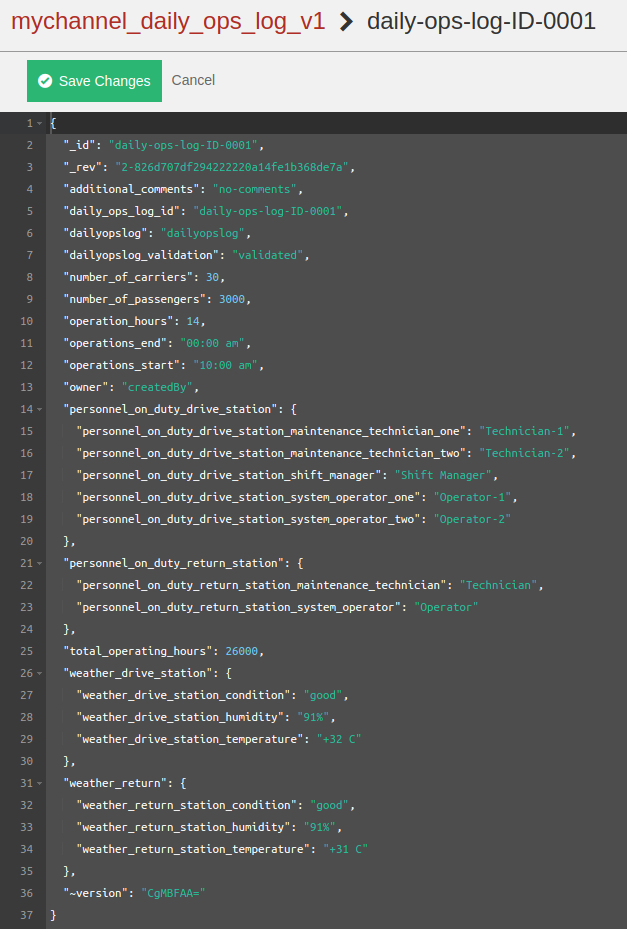 mychannel_daily_ops_log_v1 > daily-ops-log-ID-0001
Save Changes Cancel
1 {
2 "_id": "daily-ops-log-ID-0001",
3 "_rev": "2-826d707df294222220a14fe1b368de7a",
4 "additional_comments": "no-comments",
5 "daily_ops_log_id": "daily-ops-log-ID-0001",
6 "dailyopslog": "dailyopslog",
7 "dailyopslog_validation": "validated",
8 "number_of_carriers": 30,
9 "number_of_passengers": 3000,
10 "operation_hours": 14,
11 "operations_end": "00:00 am",
12 "operations_start": "10:00 am",
13 "owner": "createdBy",
14 "personnel_on_duty_drive_station": {
15 "personnel_on_duty_drive_station_maintenance_technician_one": "Technician-1",
16 "personnel_on_duty_drive_station_maintenance_technician_two": "Technician-2",
17 "personnel_on_duty_drive_station_shift_manager": "Shift Manager",
18 "personnel_on_duty_drive_station_system_operator_one": "Operator-1",
19 "personnel_on_duty_drive_station_system_operator_two": "Operator-2"
20 },
21 "personnel_on_duty_return_station": {
22 "personnel_on_duty_return_station_maintenance_technician": "Technician",
23 "personnel_on_duty_return_station_system_operator": "Operator"
24 },
25 "total_operating_hours": 26000,
26 "weather_drive_station": {
27 "weather_drive_station_condition": "good",
28 "weather_drive_station_humidity": "91%",
29 "weather_drive_station_temperature": "+32 C"
30 },
31 "weather_return": {
32 "weather_return_station_condition": "good",
33 "weather_return_station_humidity": "91%",
34 "weather_return_station_temperature": "+31 C"
35 },
36 "~version": "CgMBFAA="
37 }